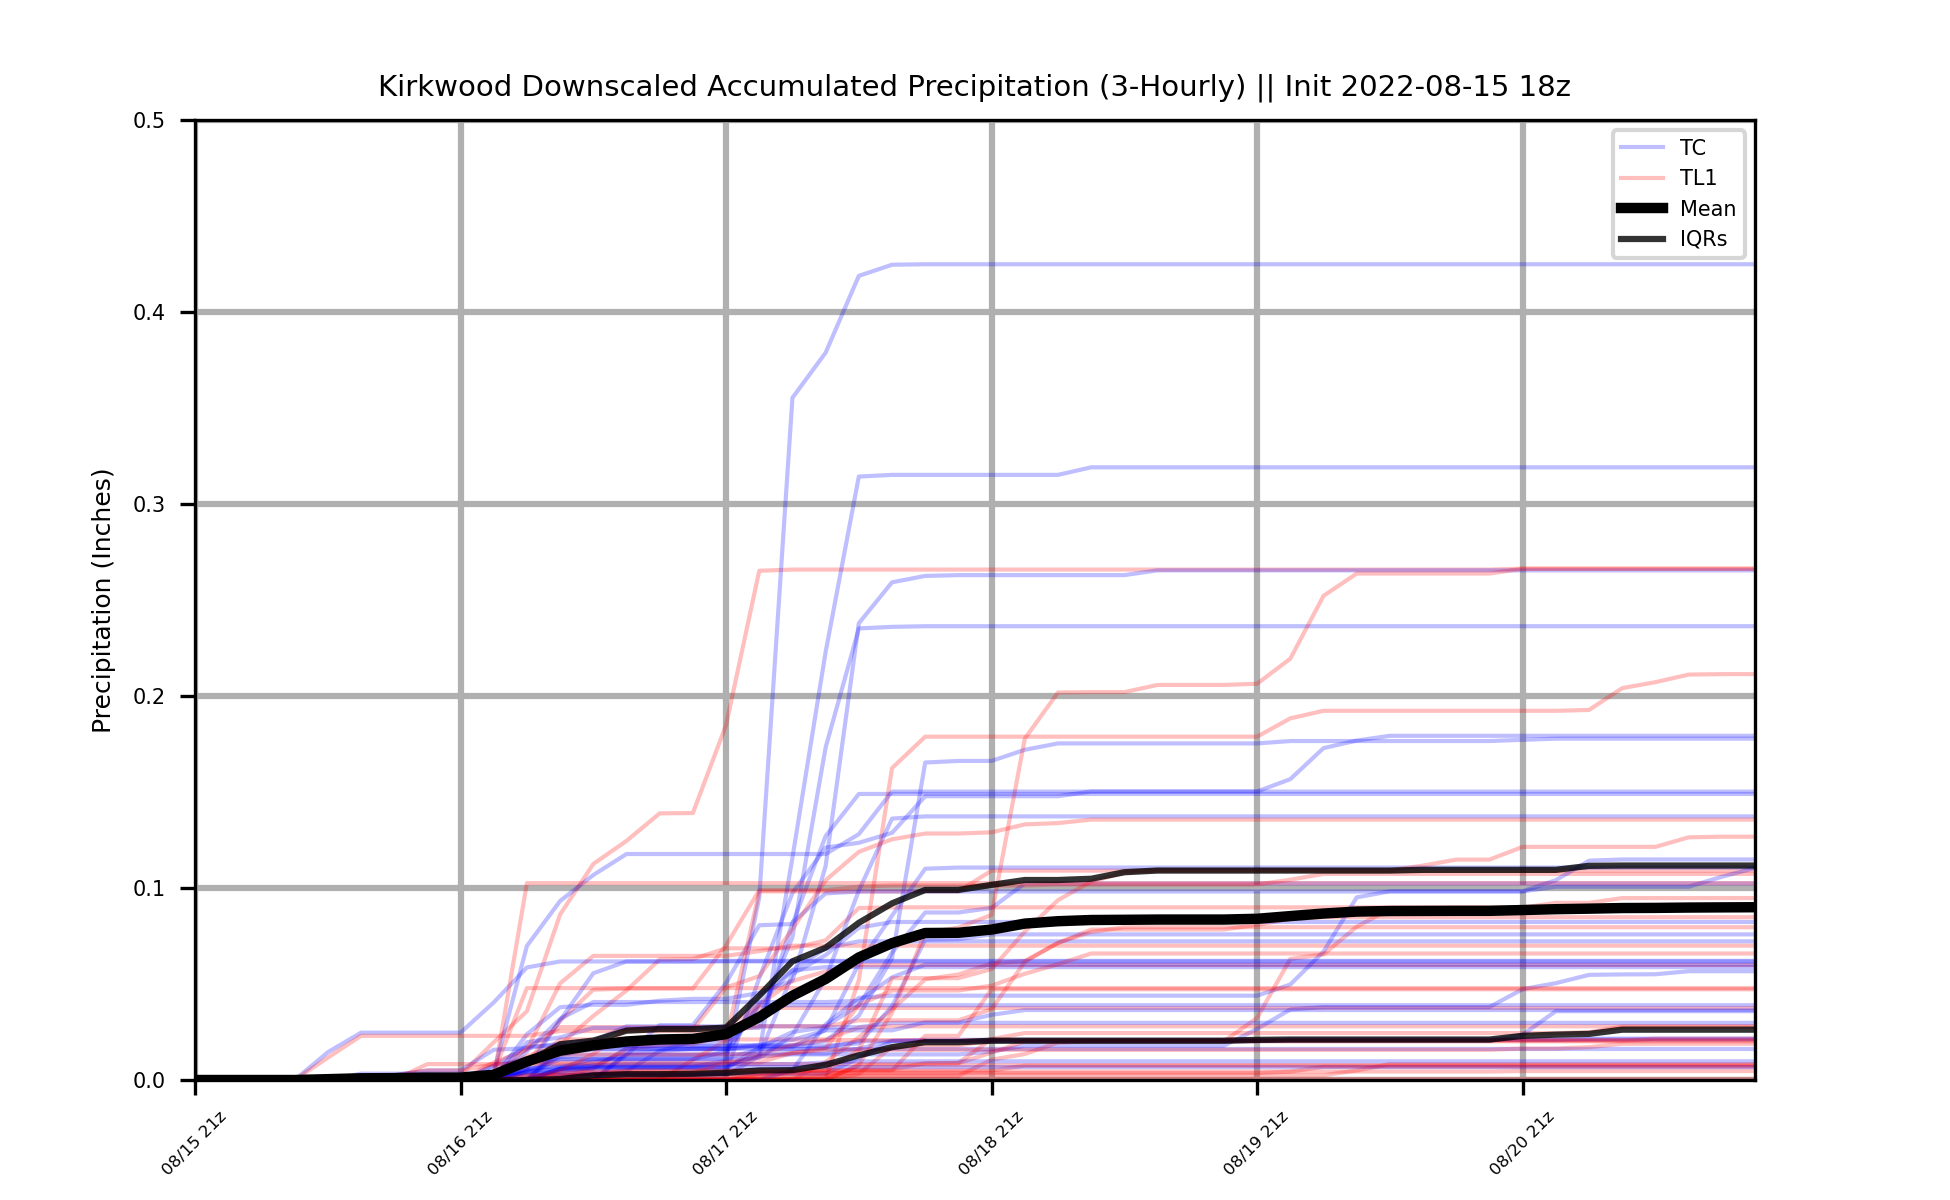 Kirkwood Downscaled Accumulated Precipitation (3-Hourly) || Init 2022-08-15 18z
Precipitation (Inches)
0.5
0.4
0.3
0.2
0.1
0.0
TC
TL1
Mean
IQRs
08/15 21z
08/16 21z
08/17 21z
08/18 21z
08/19 21z
08/20 21z